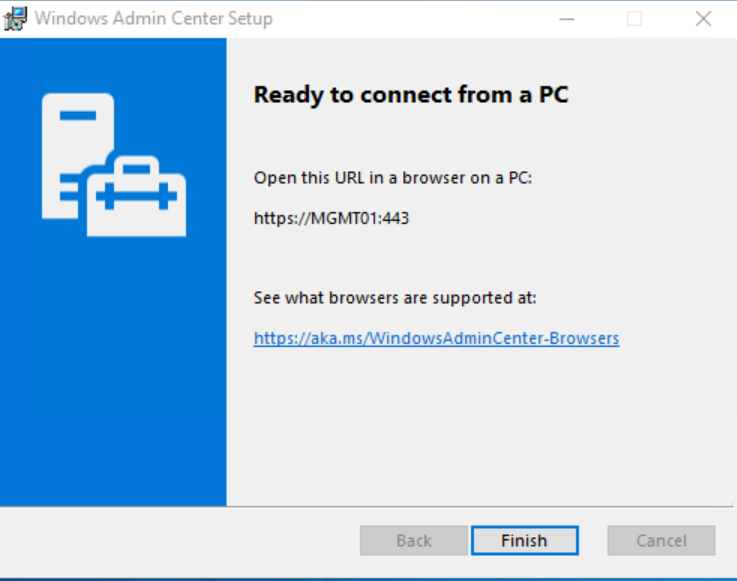 Windows Admin Center Setup
Ready to connect from a PC
Open this URL in a browser on a PC:
https://MGMT01:443
See what browsers are supported at:
https://aka.ms/WindowsAdminCenter-Browsers
Back Finish Cancel